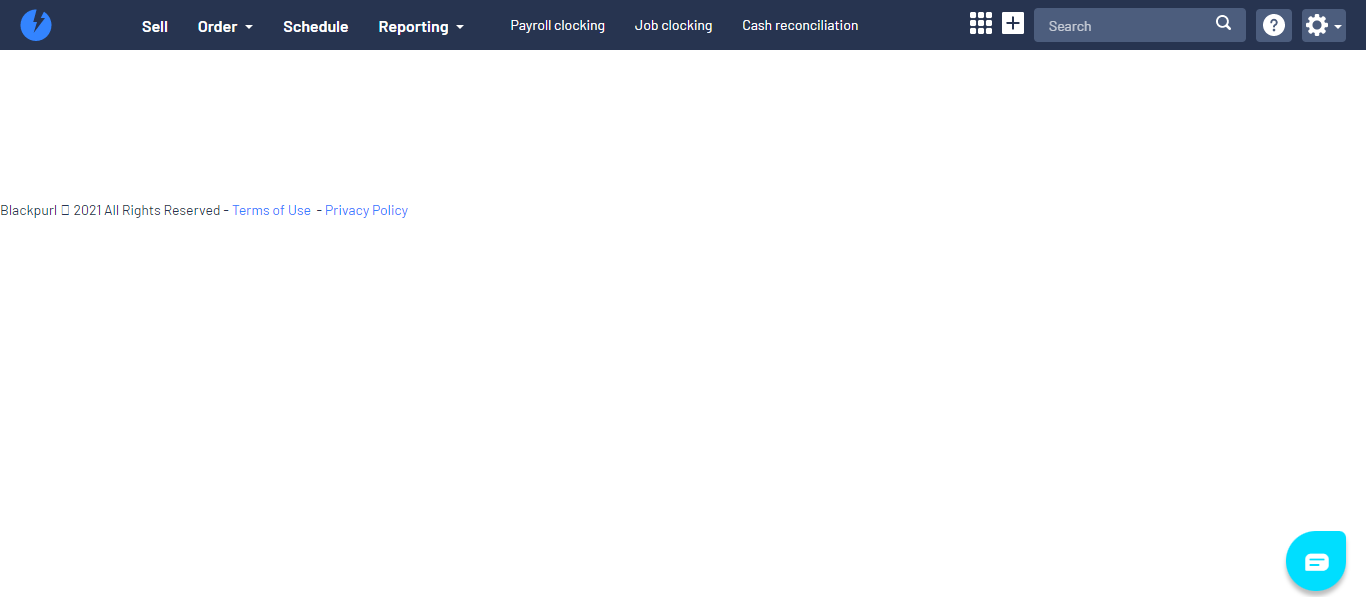 Sell Order Schedule Reporting Payroll clocking Job clocking Cash reconciliation Search ?
Blackpurl 2021 All Rights Reserved - Terms of Use - Privacy Policy